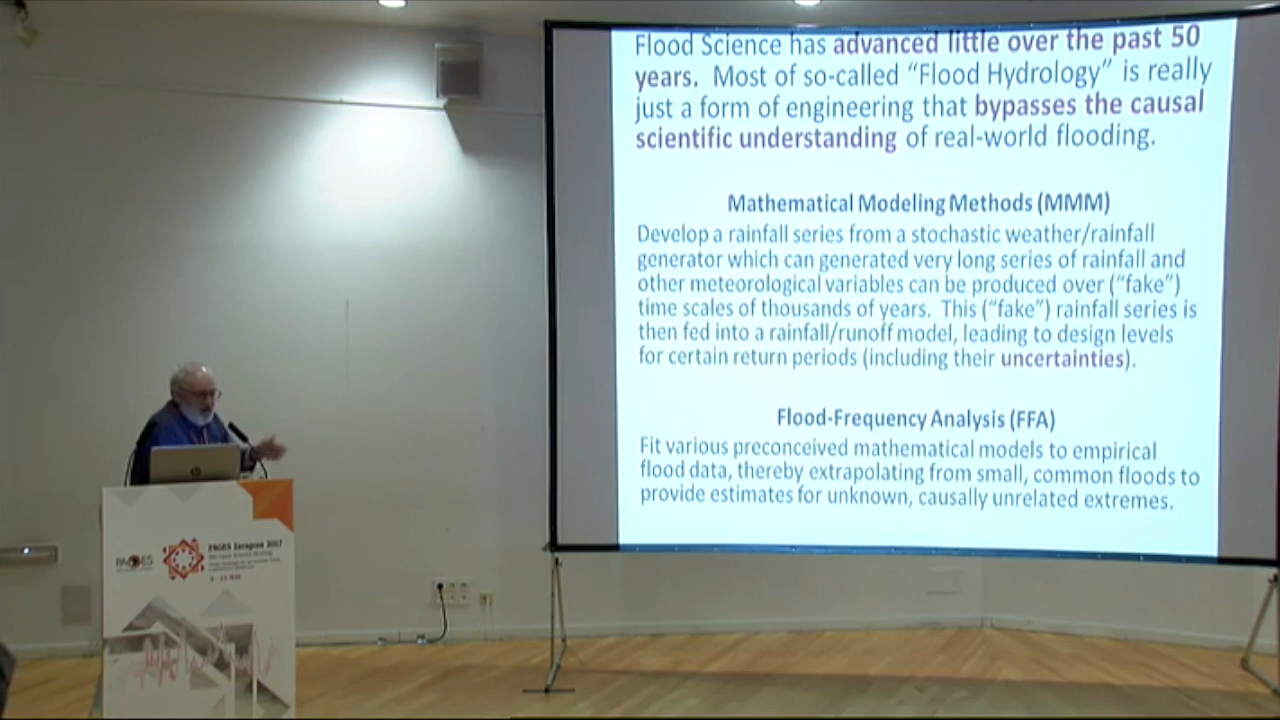 Flood Science has advanced little over the past 50
years. Most of so-called “Flood Hydrology” is really
just a form of engineering that bypasses the causal
scientific understanding of real-world flooding.
Mathematical Modeling Methods (MMM)
Develop a rainfall series from a stochastic weather/rainfall
generator which can generated very long series of rainfall and
other meteorological variables can be produced over (“fake”)
time scales of thousands of years. This (“fake”) rainfall series is
then fed into a rainfall/runoff model, leading to design levels
for certain return periods (including their uncertainties).
Flood-Frequency Analysis (FFA)
Fit various preconceived mathematical models to empirical
flood data, thereby extrapolating from small, common floods to
provide estimates for unknown, causally unrelated extremes.
hp
PAGES
PAGES Zaragoza 2017